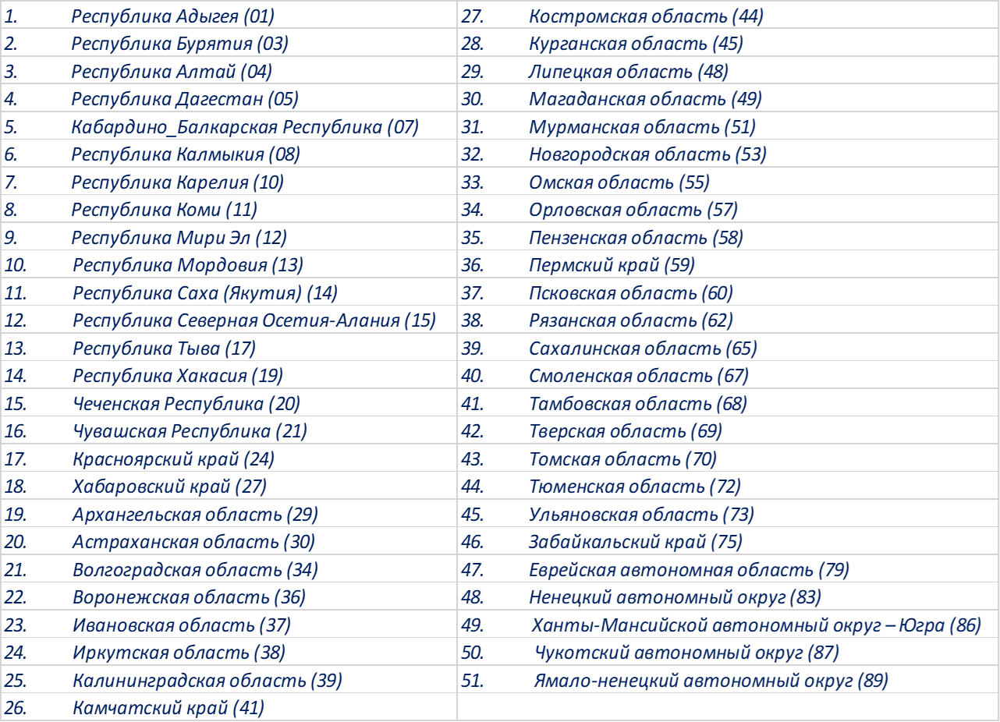 1. Республика Адыгея (01)
2. Республика Бурятия (03)
3. Республика Алтай (04)
4. Республика Дагестан (05)
5. Кабардино_Балкарская Республика (07)
6. Республика Калмыкия (08)
7. Республика Карелия (10)
8. Республика Коми (11)
9. Республика Мири Эл (12)
10. Республика Мордовия (13)
11. Республика Саха (Якутия) (14)
12. Республика Северная Осетия-Алания (15)
13. Республика Тыва (17)
14. Республика Хакасия (19)
15. Чеченская Республика (20)
16. Чувашская Республика (21)
17. Красноярский край (24)
18. Хабаровский край (27)
19. Архангельская область (29)
20. Астраханская область (30)
21. Волгоградская область (34)
22. Воронежская область (36)
23. Ивановская область (37)
24. Иркутская область (38)
25. Калининградская область (39)
26. Камчатский край (41)
27. Костромская область (44)
28. Курганская область (45)
29. Липецкая область (48)
30. Магаданская область (49)
31. Мурманская область (51)
32. Новгородская область (53)
33. Омская область (55)
34. Орловская область (57)
35. Пензенская область (58)
36. Пермский край (59)
37. Псковская область (60)
38. Рязанская область (62)
39. Сахалинская область (65)
40. Смоленская область (67)
41. Тамбовская область (68)
42. Тверская область (69)
43. Томская область (70)
44. Тюменская область (72)
45. Ульяновская область (73)
46. Забайкальский край (75)
47. Еврейская автономная область (79)
48. Ненецкий автономный округ (83)
49. Ханты-Мансийской автономный округ – Югра (86)
50. Чукотский автономный округ (87)
51. Ямало-ненецкий автономный округ (89)